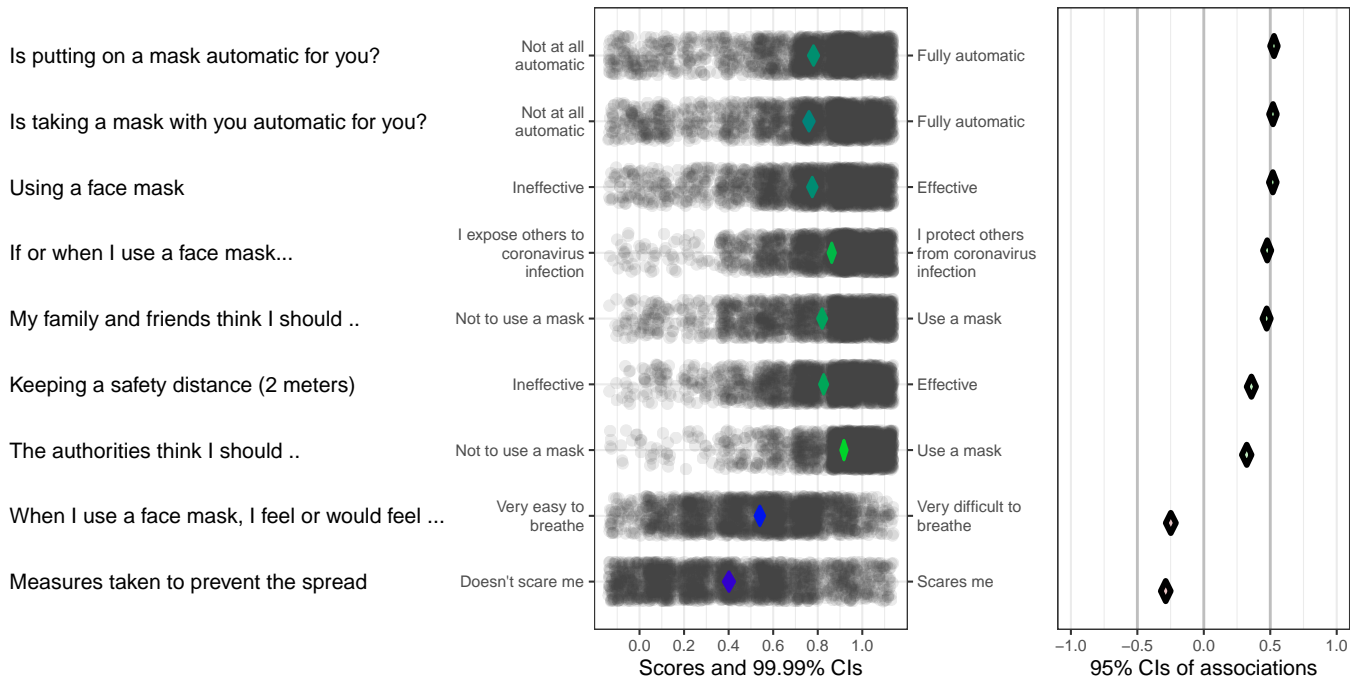 Is putting on a mask automatic for you?
Not at all
automatic
Fully automatic
Is taking a mask with you automatic for you?
Not at all
automatic
Fully automatic
Using a face mask
Ineffective
Effective
If or when I use a face mask...
I expose others to
coronavirus
infection
I protect others
from coronavirus
infection
My family and friends think I should ..
Not to use a mask
Use a mask
Keeping a safety distance (2 meters)
Ineffective
Effective
The authorities think I should ..
Not to use a mask
Use a mask
When I use a face mask, I feel or would feel ...
Very easy to
breathe
Very difficult to
breathe
Measures taken to prevent the spread
Doesn't scare me
Scares me
0.0 0.2 0.4 0.6 0.8 1.0
Scores and 99.99% CIs
−1.0 −0.5 0.0 0.5 1.0
95% CIs of associations